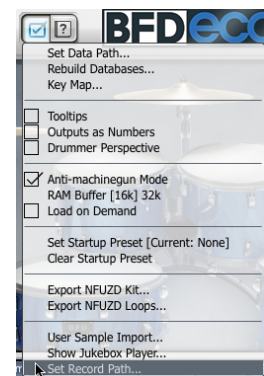 ?
BFDeco
Set Data Path...
Rebuild Databases...
Key Map...
Tooltips
Outputs as Numbers
Drummer Perspective
Anti-machinegun Mode
RAM Buffer [16k] 32k
Load on Demand
Set Startup Preset [Current: None]
Clear Startup Preset
Export NFUZD Kit...
Export NFUZD Loops...
User Sample Import...
Show Jukebox Player...
Set Record Path...